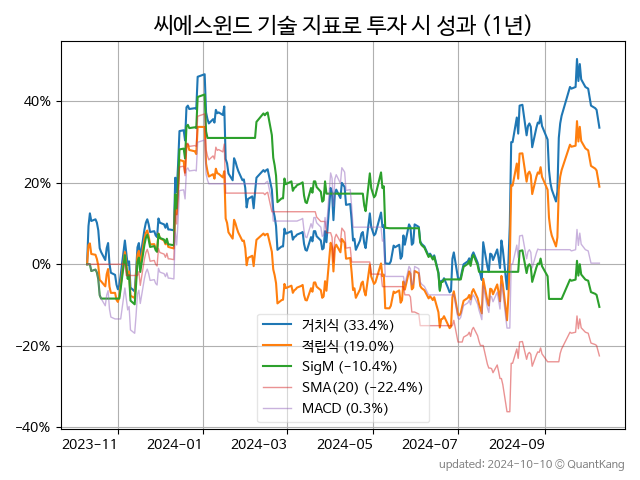 씨에스윈드 기술 지표로 투자 시 성과 (1년)
40%
20%
0%
−20%
−40%
거치식 (33.4%)
적립식 (19.0%)
SigM (−10.4%)
SMA(20) (−22.4%)
MACD (0.3%)
2023-11
2024-01
2024-03
2024-05
2024-07
2024-09
updated: 2024-10-10 © QuantKang